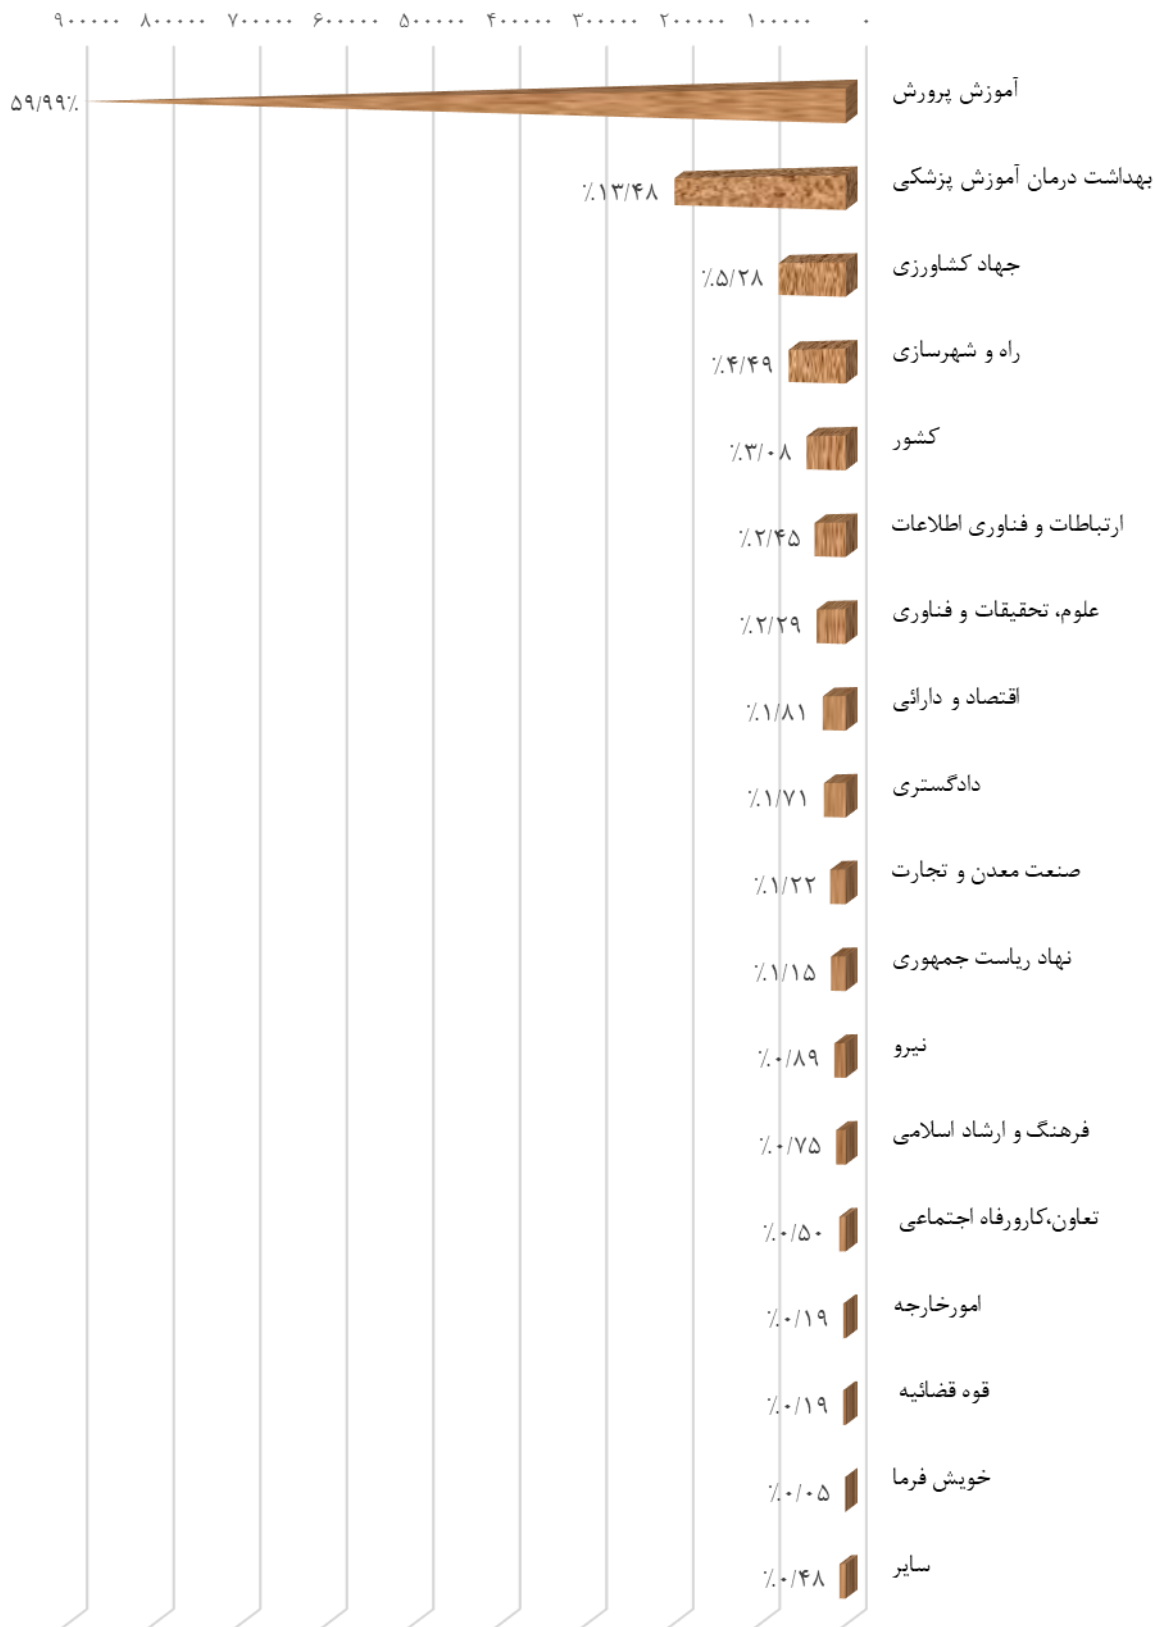 ۹۰۰۰۰۰ ۸۰۰۰۰۰ ۷۰۰۰۰۰ ۶۰۰۰۰۰ ۵۰۰۰۰۰ ۴۰۰۰۰۰ ۳۰۰۰۰۰ ۲۰۰۰۰۰ ۱۰۰۰۰۰ ۰
آموزش پرورش ۵۹/۹۹٪
بهداشت درمان آموزش پزشکی ٪۱۳/۴۸
جهاد کشاورزی ٪۵/۲۸
راه و شهرسازی ٪۴/۴۹
کشور ٪۳/۰۸
ارتباطات و فناوری اطلاعات ٪۲/۴۵
علوم، تحقیقات و فناوری ٪۲/۲۹
اقتصاد و دارائی ٪۱/۸۱
دادگستری ٪۱/۷۱
صنعت معدن و تجارت ٪۱/۲۲
نهاد ریاست جمهوری ٪۱/۱۵
نیرو ٪۰/۸۹
فرهنگ و ارشاد اسلامی ٪۰/۷۵
تعاون،کارورفاه اجتماعی ٪۰/۵۰
امورخارجه ٪۰/۱۹
قوه قضائیه ٪۰/۱۹
خویش فرما ٪۰/۰۵
سایر ٪۰/۴۸